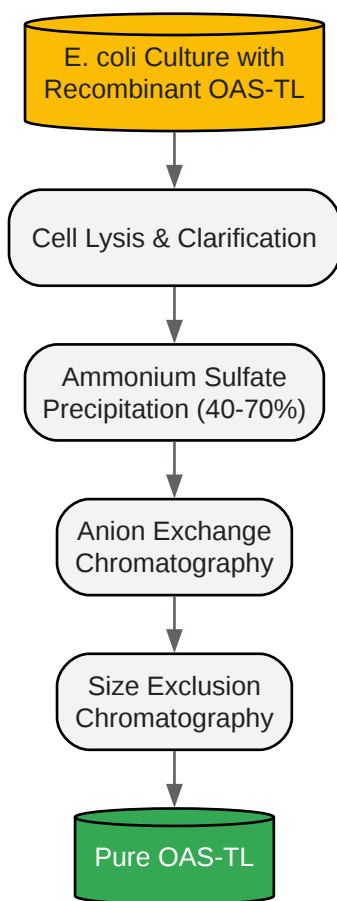 E. coli Culture with
Recombinant OAS-TL
Cell Lysis & Clarification
Ammonium Sulfate
Precipitation (40-70%)
Anion Exchange
Chromatography
Size Exclusion
Chromatography
Pure OAS-TL